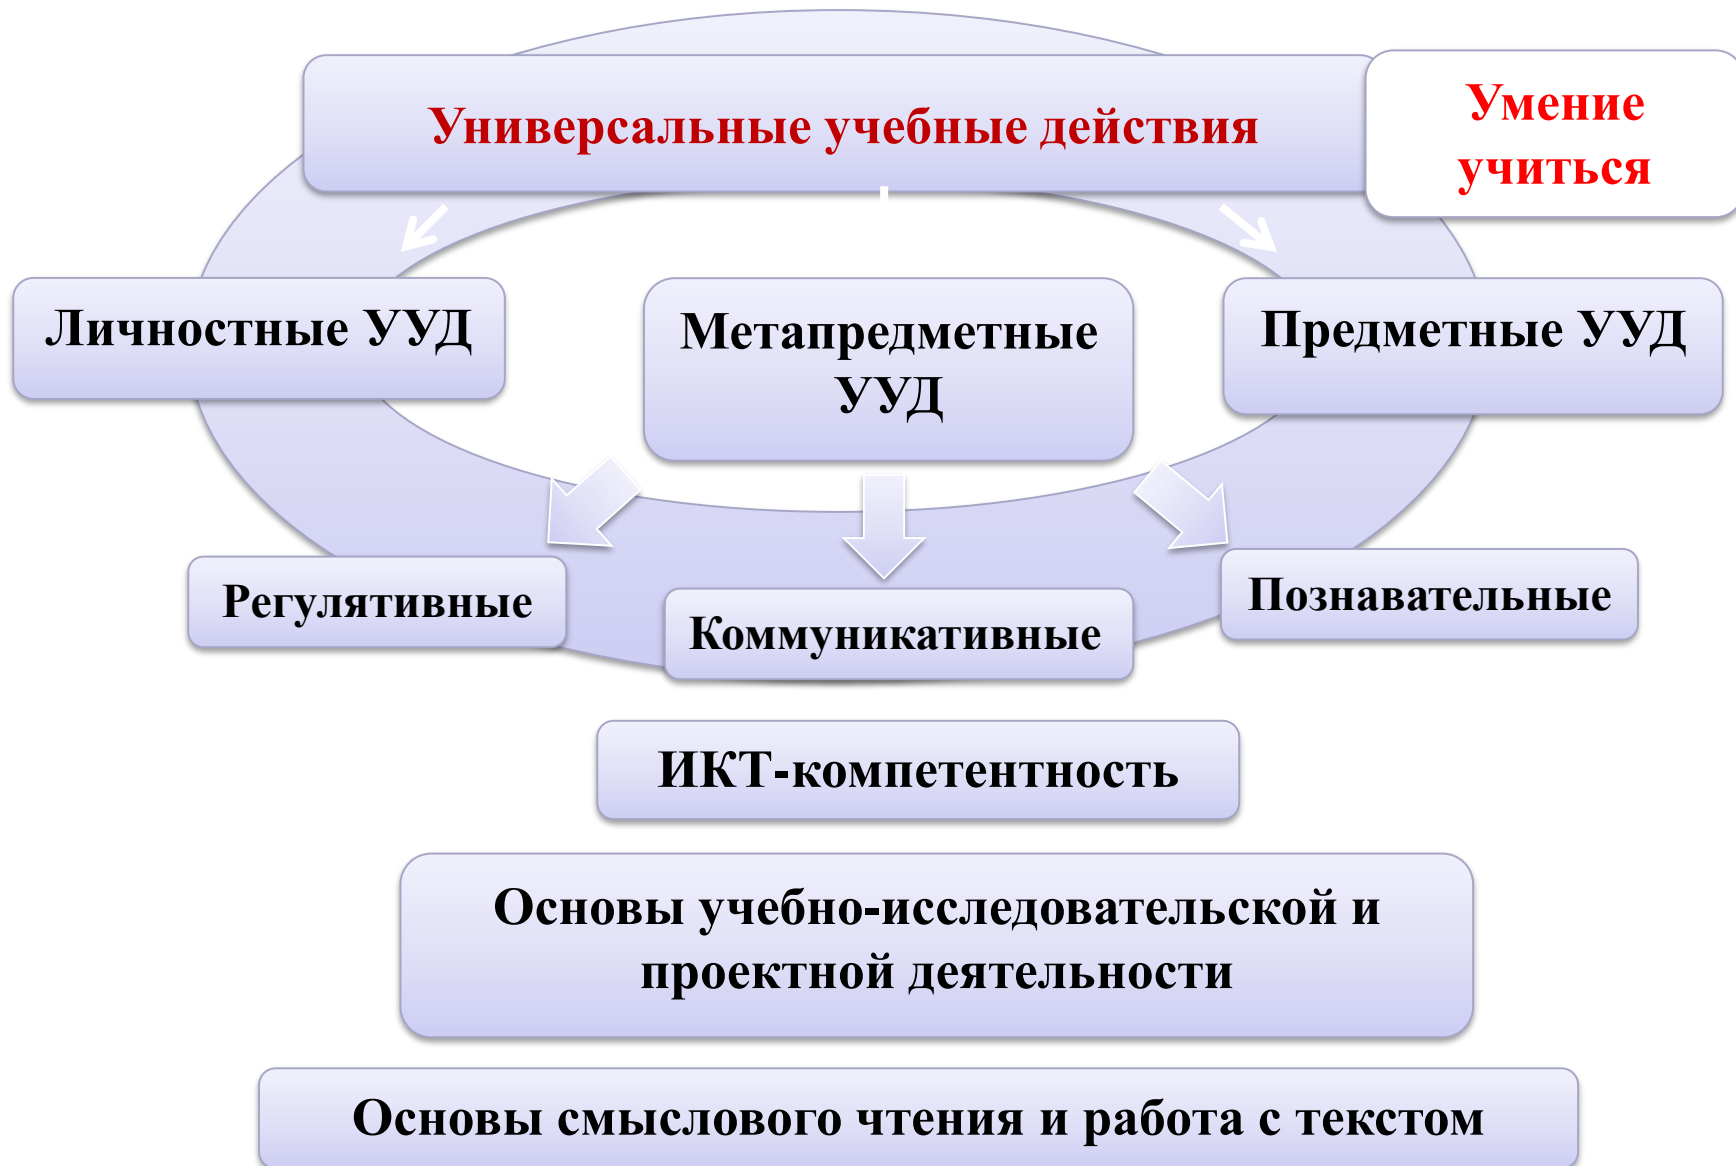 Универсальные учебные действия
Умение
учиться
Личностные УУД
Метапредметные
УУД
Предметные УУД
Регулятивные
Коммуникативные
Познавательные
ИКТ-компетентность
Основы учебно-исследовательской и
проектной деятельности
Основы смыслового чтения и работа с текстом